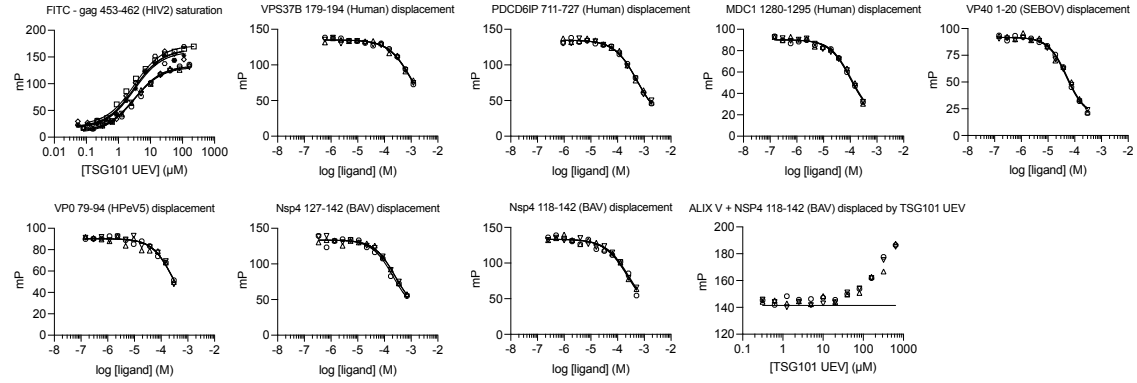 FITC - gag 453-462 (HIV2) saturation
mP
200
150
100
50
0
0.01 0.1 1 10 100 1000
[TSG101 UEV] (µM)
VPS37B 179-194 (Human) displacement
mP
150
100
50
0
-7 -6 -5 -4 -3 -2
log [ligand] (M)
PDCD6IP 711-727 (Human) displacement
mP
150
100
50
0
-7 -6 -5 -4 -3 -2
log [ligand] (M)
MDC1 1280-1295 (Human) displacement
mP
100
80
60
40
20
0
-8 -7 -6 -5 -4 -3 -2
log [ligand] (M)
VP40 1-20 (SEBOV) displacement
mP
100
75
50
25
0
-8 -7 -6 -5 -4 -3 -2
log [ligand] (M)
VP0 79-94 (HPeV5) displacement
mP
100
80
60
40
20
0
-8 -7 -6 -5 -4 -3 -2
log [ligand] (M)
Nsp4 127-142 (BAV) displacement
mP
150
100
50
0
-8 -7 -6 -5 -4 -3 -2
log [ligand] (M)
Nsp4 118-142 (BAV) displacement
mP
150
100
50
0
-8 -7 -6 -5 -4 -3 -2
log [ligand] (M)
ALIX V + NSP4 118-142 (BAV) displaced by TSG101 UEV
mP
200
180
160
140
120
0.1 1 10 100 1000
[TSG101 UEV] (µM)